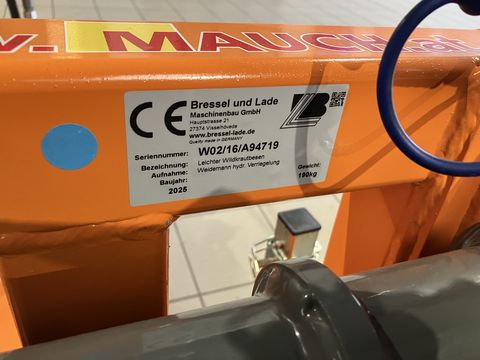 w. MAUCH.at
CE
Bressel und Lade
Maschinenbau GmbH
Hauptstrasse 21
27374 Visselhövede
www.bressel-lade.de
Quality made in GERMANY
Seriennummer: W02/16/A94719
Bezeichnung: Leichter Wildkrautbesen
Aufnahme: Weidemann hydr. Verriegelung
Baujahr: Gewicht:
2025 190kg